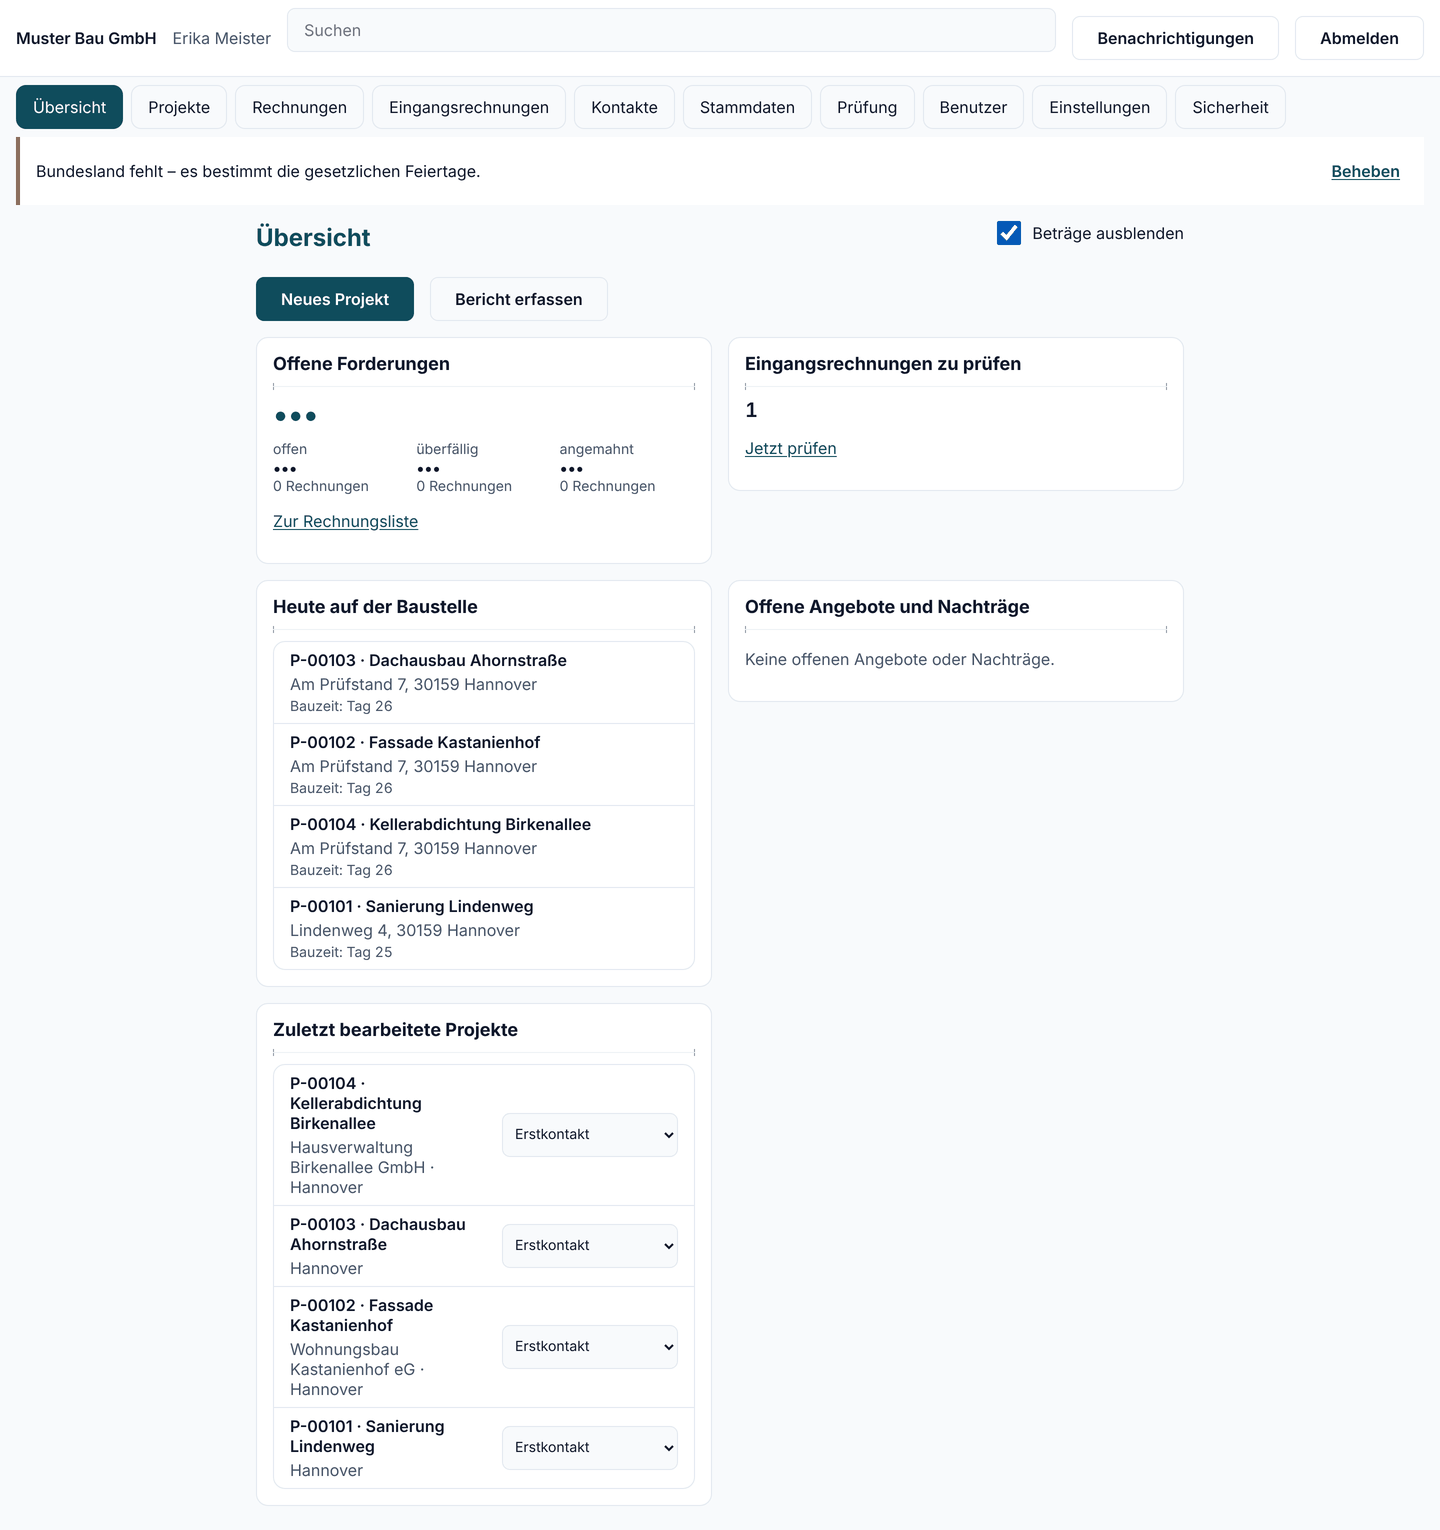 Muster Bau GmbH Erika Meister Suchen Benachrichtigungen Abmelden
Übersicht Projekte Rechnungen Eingangsrechnungen Kontakte Stammdaten Prüfung Benutzer Einstellungen Sicherheit
Bundesland fehlt – es bestimmt die gesetzlichen Feiertage. Beheben
Übersicht
Beträge ausblenden
Neues Projekt Bericht erfassen
Offene Forderungen
•••
offen überfällig angemahnt
••• ••• •••
0 Rechnungen 0 Rechnungen 0 Rechnungen
Zur Rechnungsliste
Eingangsrechnungen zu prüfen
1
Jetzt prüfen
Heute auf der Baustelle
P-00103 · Dachausbau Ahornstraße
Am Prüfstand 7, 30159 Hannover
Bauzeit: Tag 26
P-00102 · Fassade Kastanienhof
Am Prüfstand 7, 30159 Hannover
Bauzeit: Tag 26
P-00104 · Kellerabdichtung Birkenallee
Am Prüfstand 7, 30159 Hannover
Bauzeit: Tag 26
P-00101 · Sanierung Lindenweg
Lindenweg 4, 30159 Hannover
Bauzeit: Tag 25
Offene Angebote und Nachträge
Keine offenen Angebote oder Nachträge.
Zuletzt bearbeitete Projekte
P-00104 ·
Kellerabdichtung
Birkenallee
Hausverwaltung
Birkenallee GmbH ·
Hannover
Erstkontakt
P-00103 · Dachausbau
Ahornstraße
Hannover
Erstkontakt
P-00102 · Fassade
Kastanienhof
Wohnungsbau
Kastanienhof eG ·
Hannover
Erstkontakt
P-00101 · Sanierung
Lindenweg
Hannover
Erstkontakt